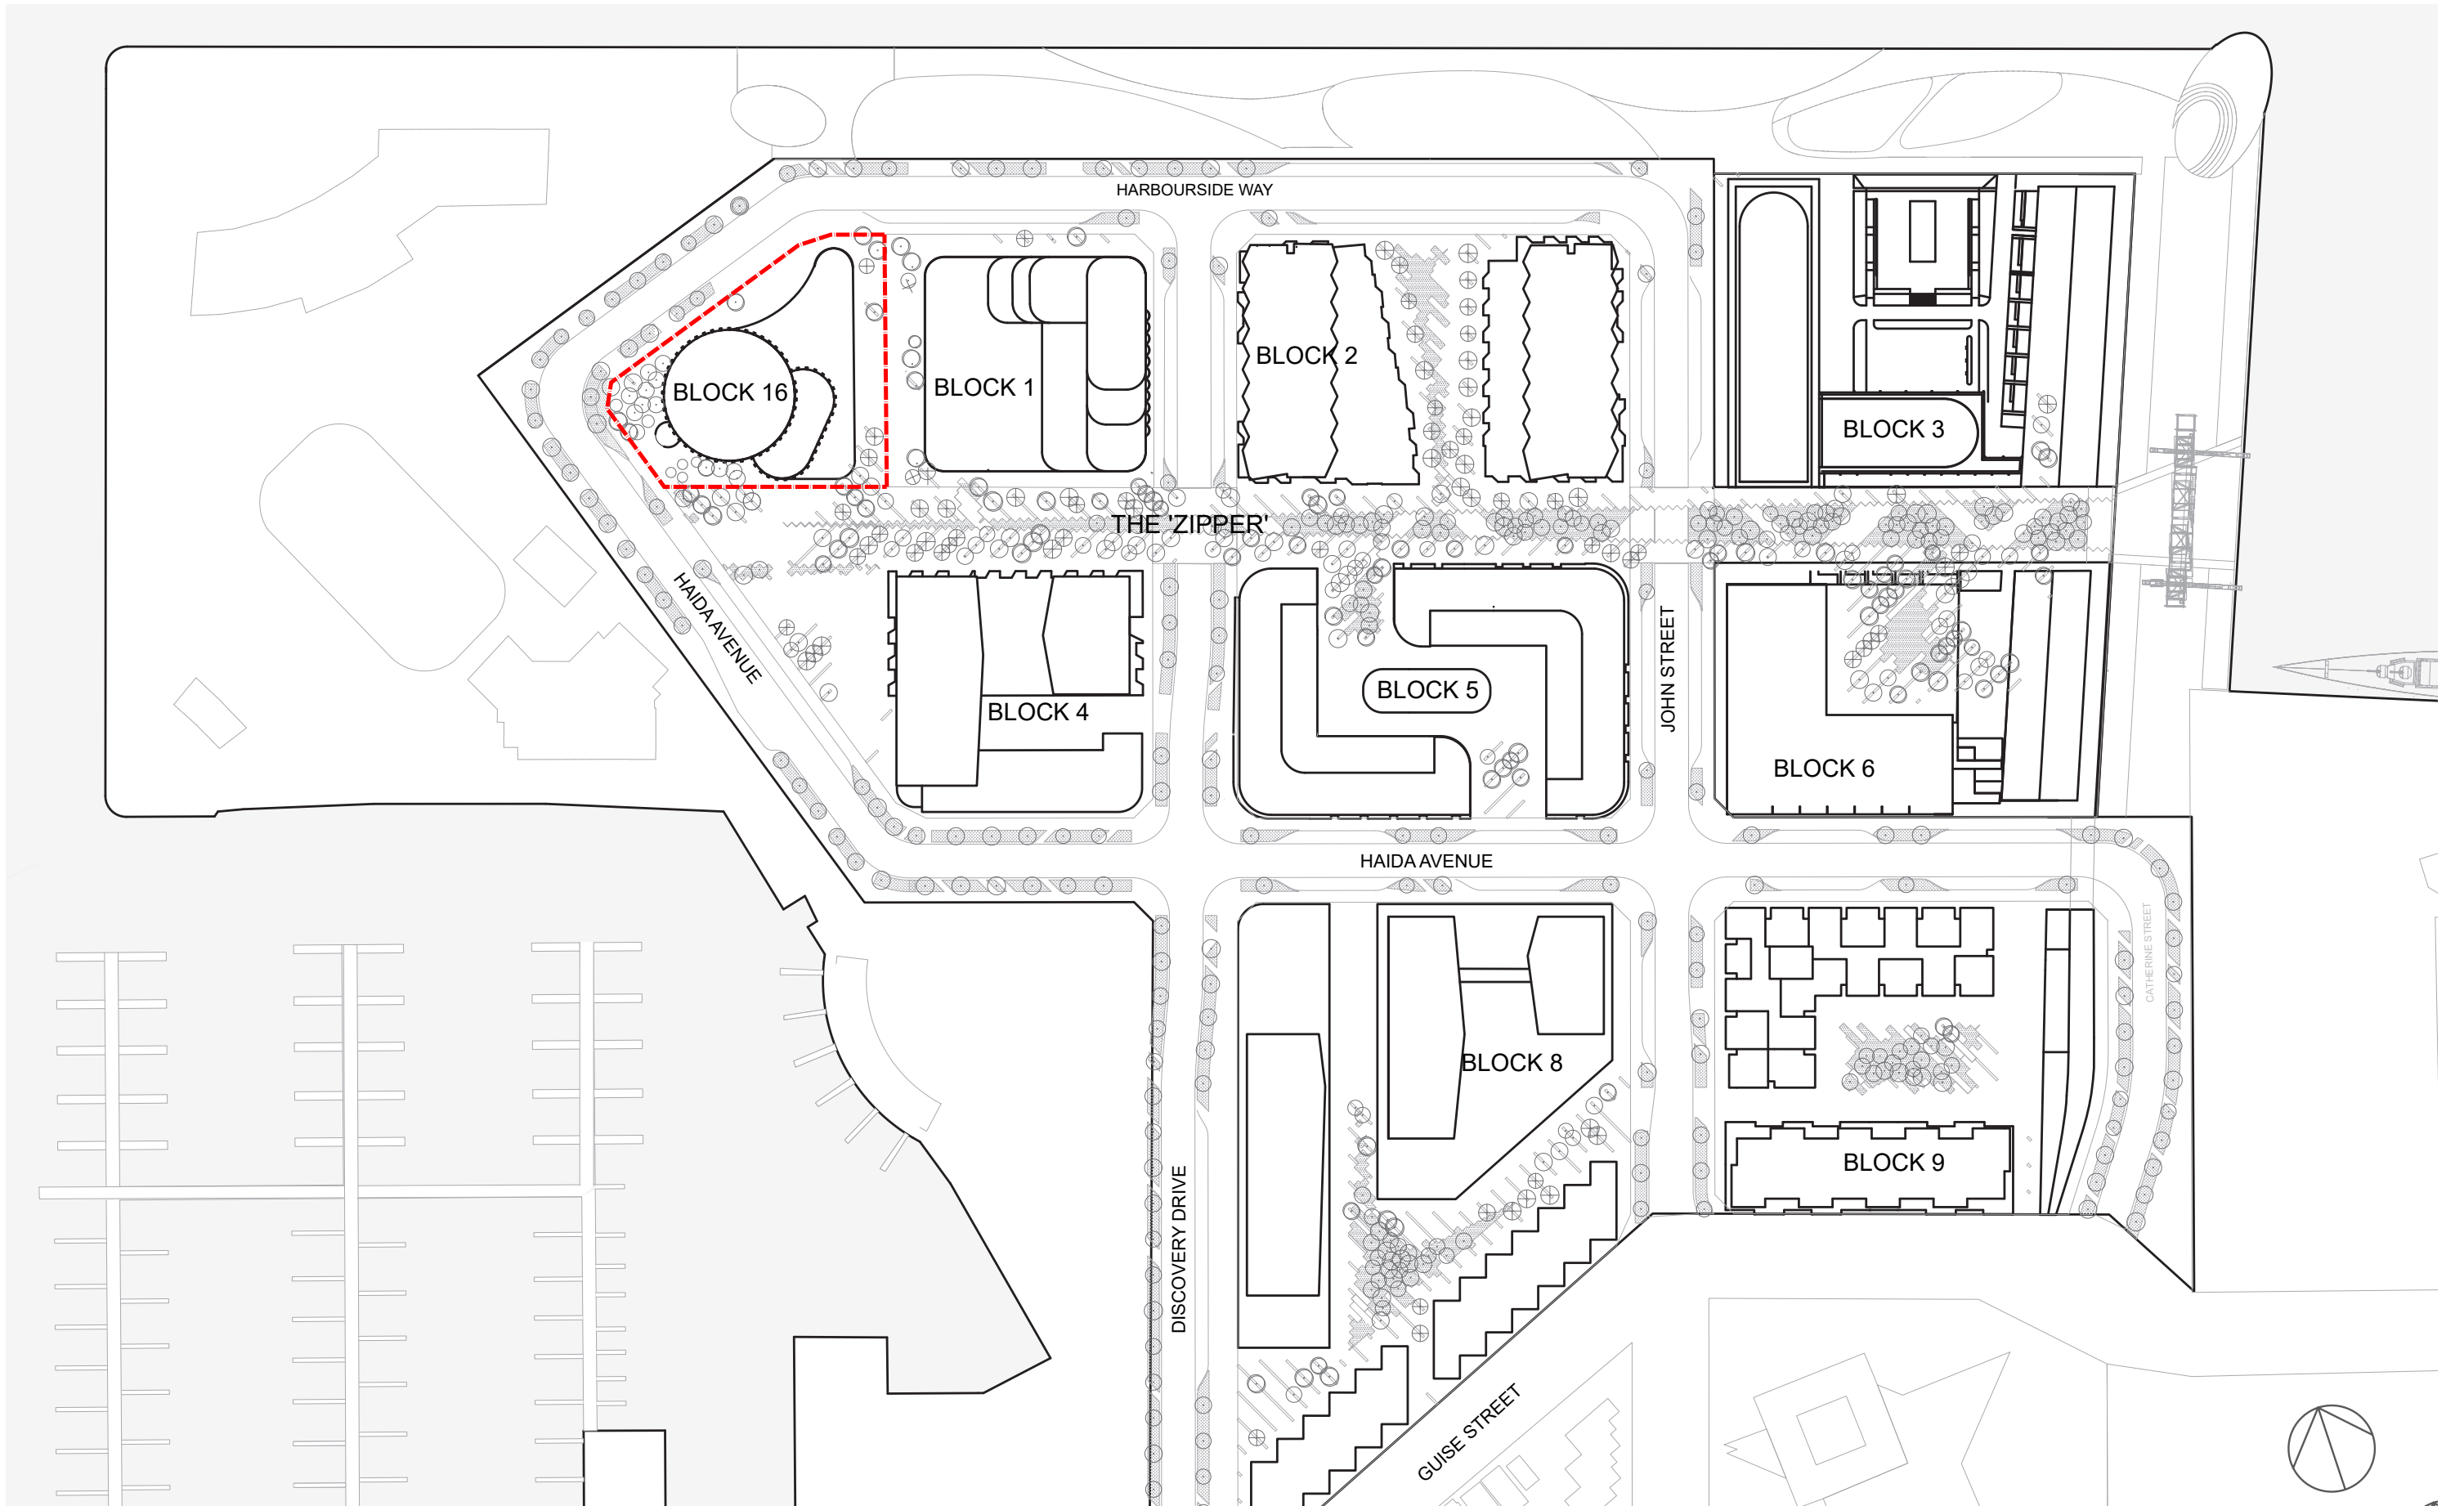 HARBOURSIDE WAY
BLOCK 16
BLOCK 1
BLOCK 2
BLOCK 3
THE 'ZIPPER'
HAIDA AVENUE
BLOCK 4
BLOCK 5
JOHN STREET
BLOCK 6
HAIDA AVENUE
CATHERINE STREET
BLOCK 8
BLOCK 9
DISCOVERY DRIVE
GUISE STREET